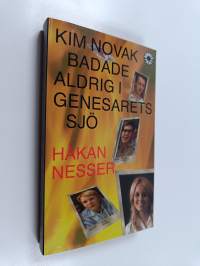 KIM NOVAK
BADADE
ALDRIG I
GENESARETS
SJÖ
HÅKAN
NESSER